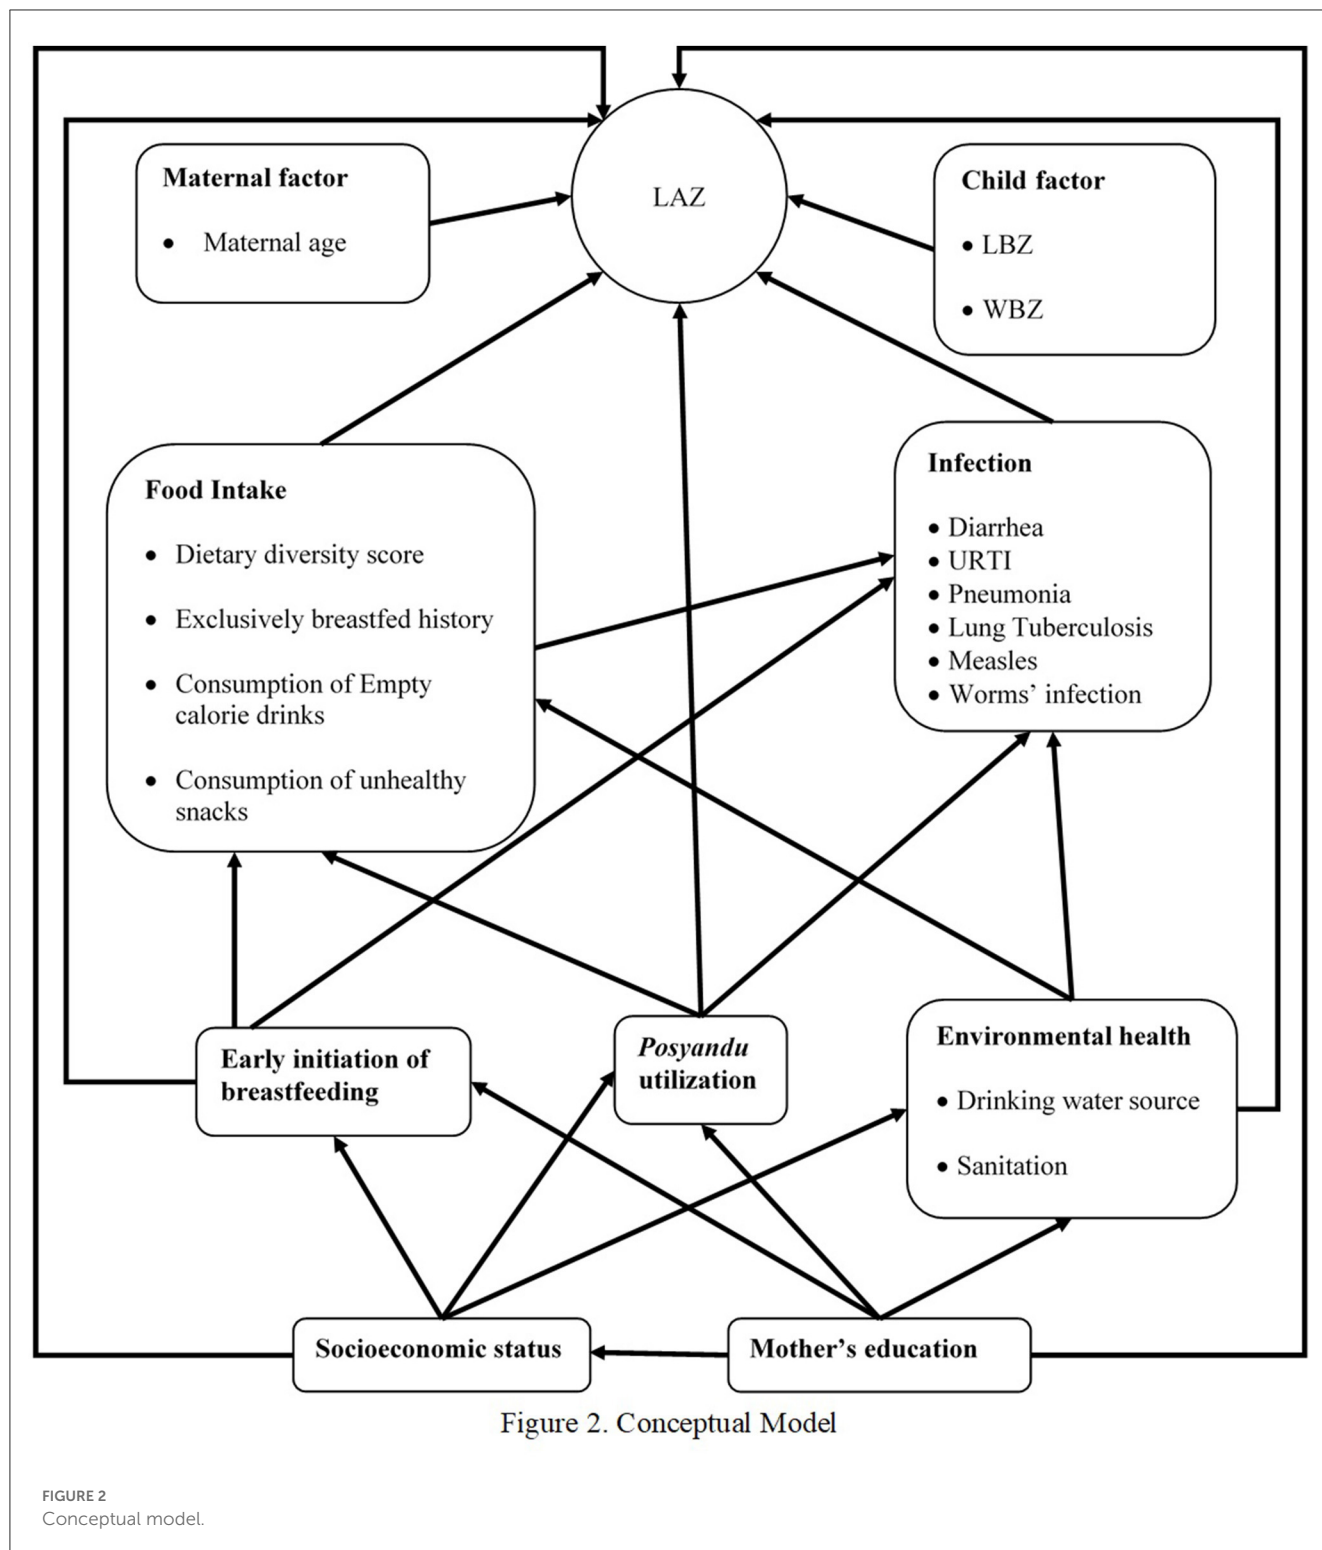 LAZ
Maternal factor
• Maternal age
Child factor
• LBZ
• WBZ
Food Intake
• Dietary diversity score
• Exclusively breastfed history
• Consumption of Empty
calorie drinks
• Consumption of unhealthy
snacks
Infection
• Diarrhea
• URTI
• Pneumonia
• Lung Tuberculosis
• Measles
• Worms’ infection
Early initiation of
breastfeeding
Posyandu
utilization
Environmental health
• Drinking water source
• Sanitation
Socioeconomic status
Mother’s education
Figure 2. Conceptual Model
FIGURE 2
Conceptual model.